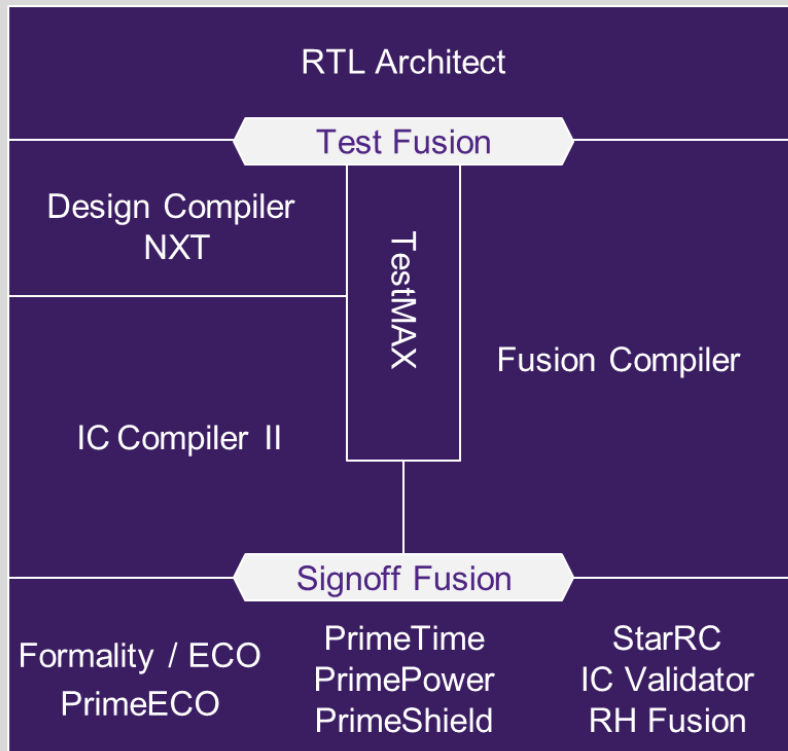 RTL Architect
Test Fusion
Design Compiler
NXT
TestMAX
Fusion Compiler
IC Compiler II
Signoff Fusion
Formality / ECO
PrimeECO
PrimeTime
PrimePower
PrimeShield
StarRC
IC Validator
RH Fusion